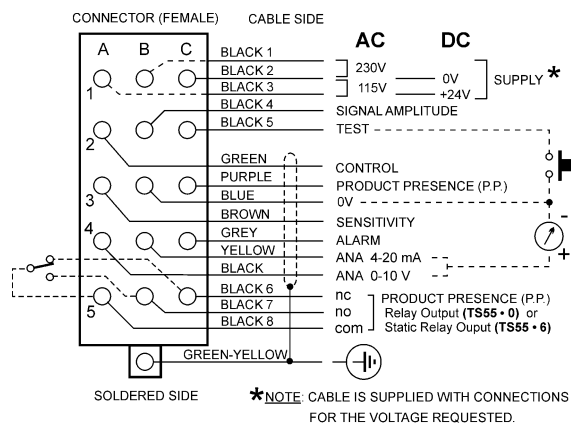 CONNECTOR (FEMALE) CABLE SIDE
A B C AC DC
BLACK 1
BLACK 2 230V 0V
1 BLACK 3 115V +24V SUPPLY *
BLACK 4 SIGNAL AMPLITUDE
BLACK 5 TEST
2
GREEN CONTROL
PURPLE PRODUCT PRESENCE (P.P.)
BLUE 0V
3 BROWN SENSITIVITY
-
GREY ALARM
+
4 YELLOW ANA 4-20 mA
BLACK ANA 0-10 V
BLACK 6 nc PRODUCT PRESENCE (P.P.)
BLACK 7 no Relay Output (TS55 • 0) or
5 BLACK 8 com Static Relay Ouput (TS55 • 6)
GREEN-YELLOW
SOLDERED SIDE
*NOTE: CABLE IS SUPPLIED WITH CONNECTIONS
FOR THE VOLTAGE REQUESTED.